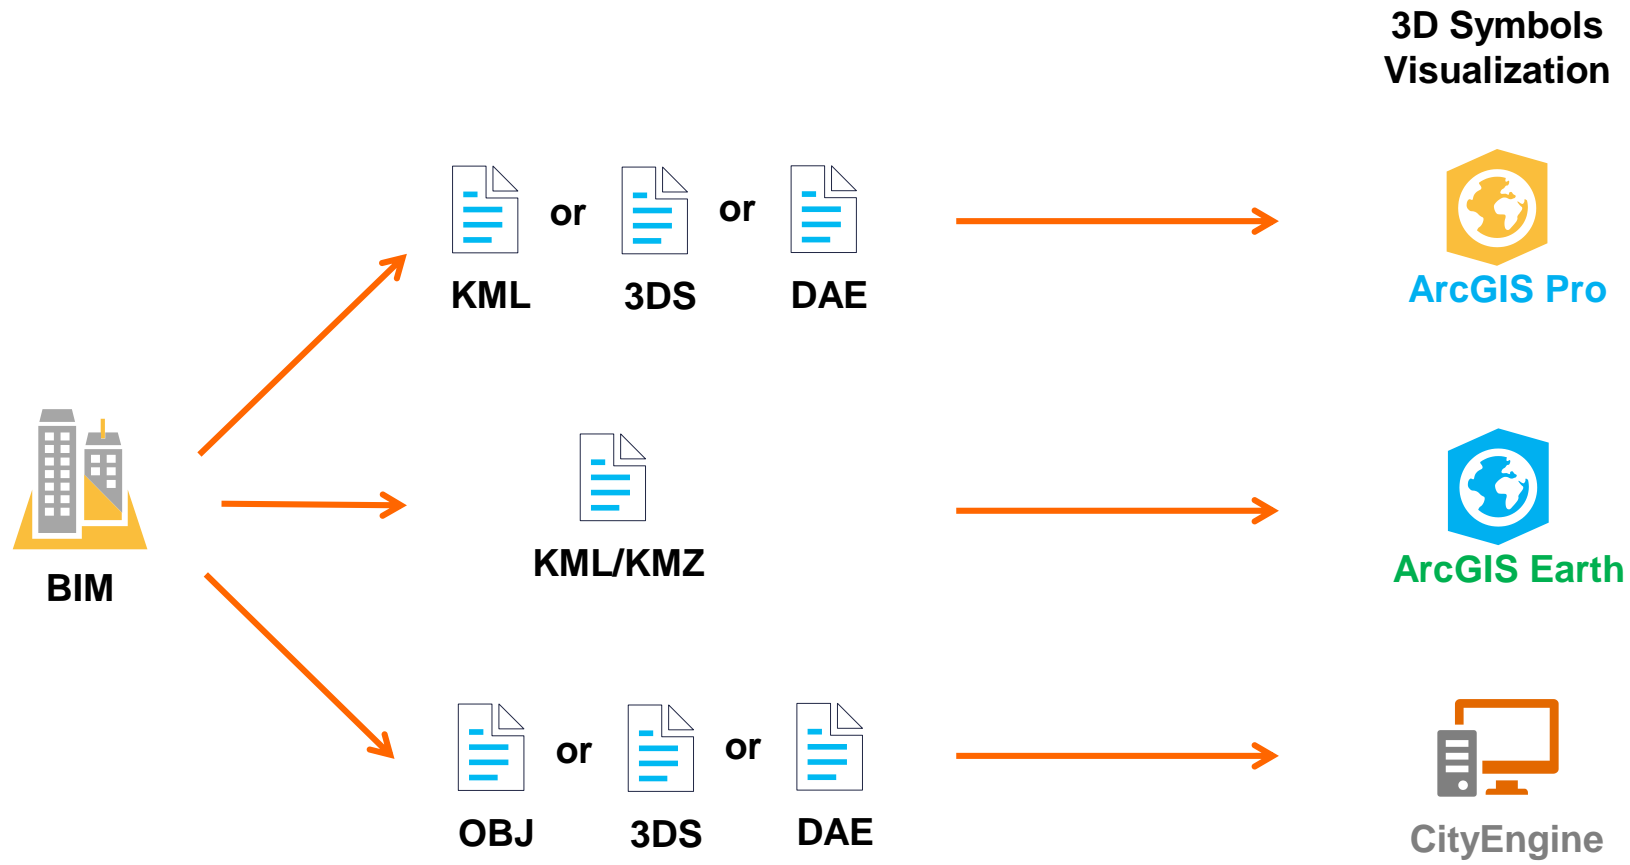 3D Symbols
Visualization
or
or
KML
3DS
DAE
ArcGIS Pro
BIM
KML/KMZ
ArcGIS Earth
or
or
OBJ
3DS
DAE
CityEngine